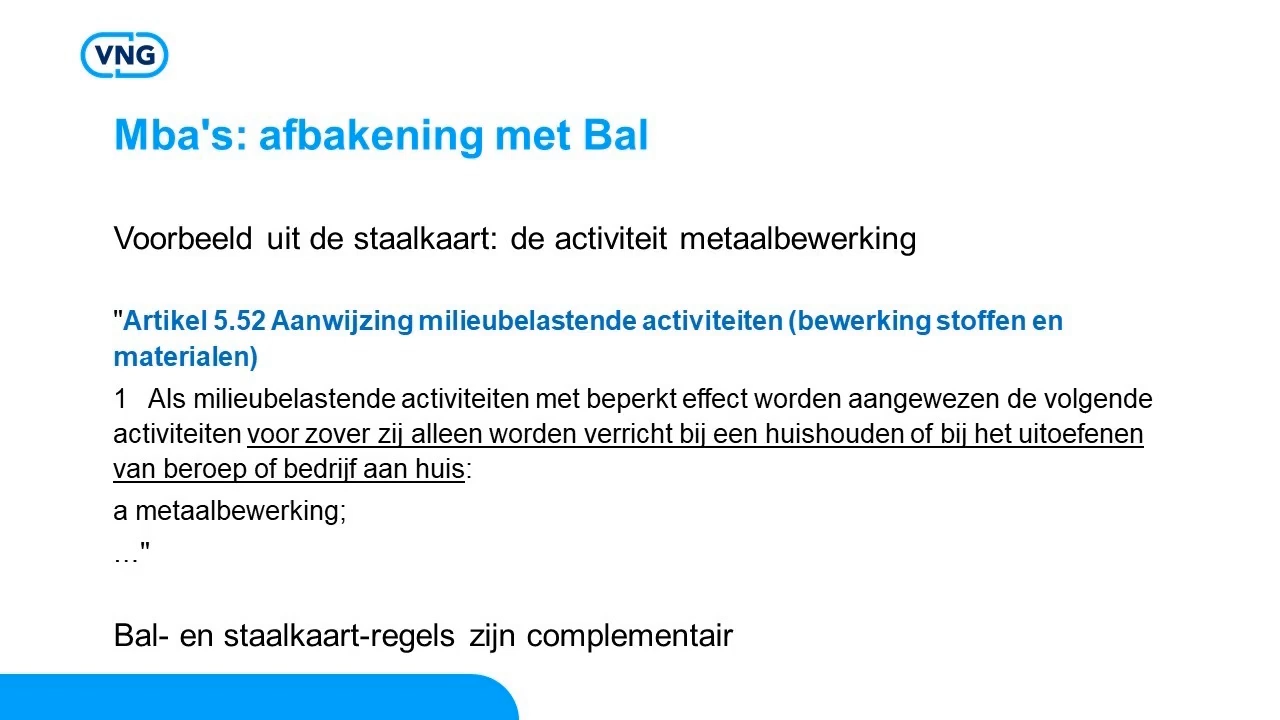 VNG
Mba's: afbakening met Bal
Voorbeeld uit de staalkaart: de activiteit metaalbewerking
"Artikel 5.52 Aanwijzing milieubelastende activiteiten (bewerking stoffen en
materialen)
1 Als milieubelastende activiteiten met beperkt effect worden aangewezen de volgende
activiteiten voor zover zij alleen worden verricht bij een huishouden of bij het uitoefenen
van beroep of bedrijf aan huis:
a metaalbewerking;
…"
Bal- en staalkaart-regels zijn complementair